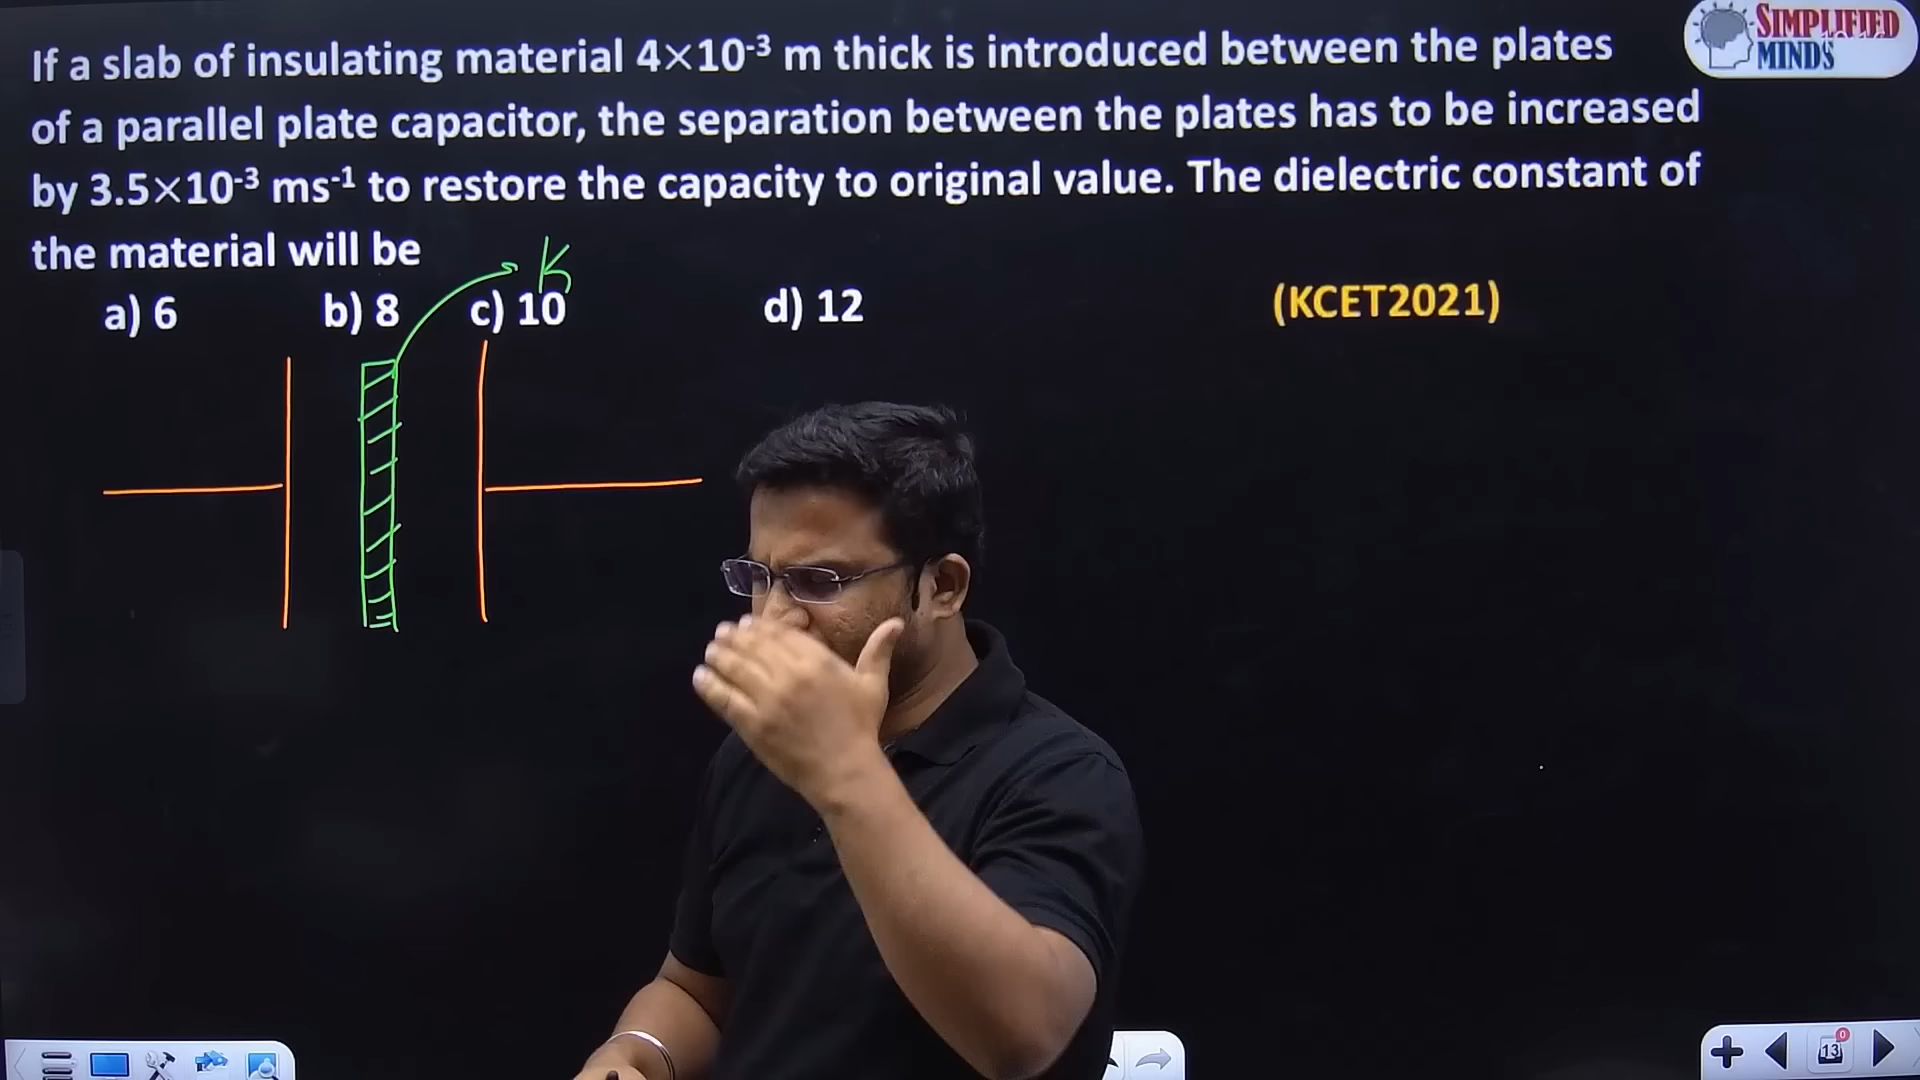 If a slab of insulating material 4×10⁻³ m thick is introduced between the plates
of a parallel plate capacitor, the separation between the plates has to be increased
by 3.5×10⁻³ ms⁻¹ to restore the capacity to original value. The dielectric constant of
the material will be
K
a) 6 b) 8 c) 10 d) 12 (KCET2021)
SIMPLIFIED
MINDS
13
0